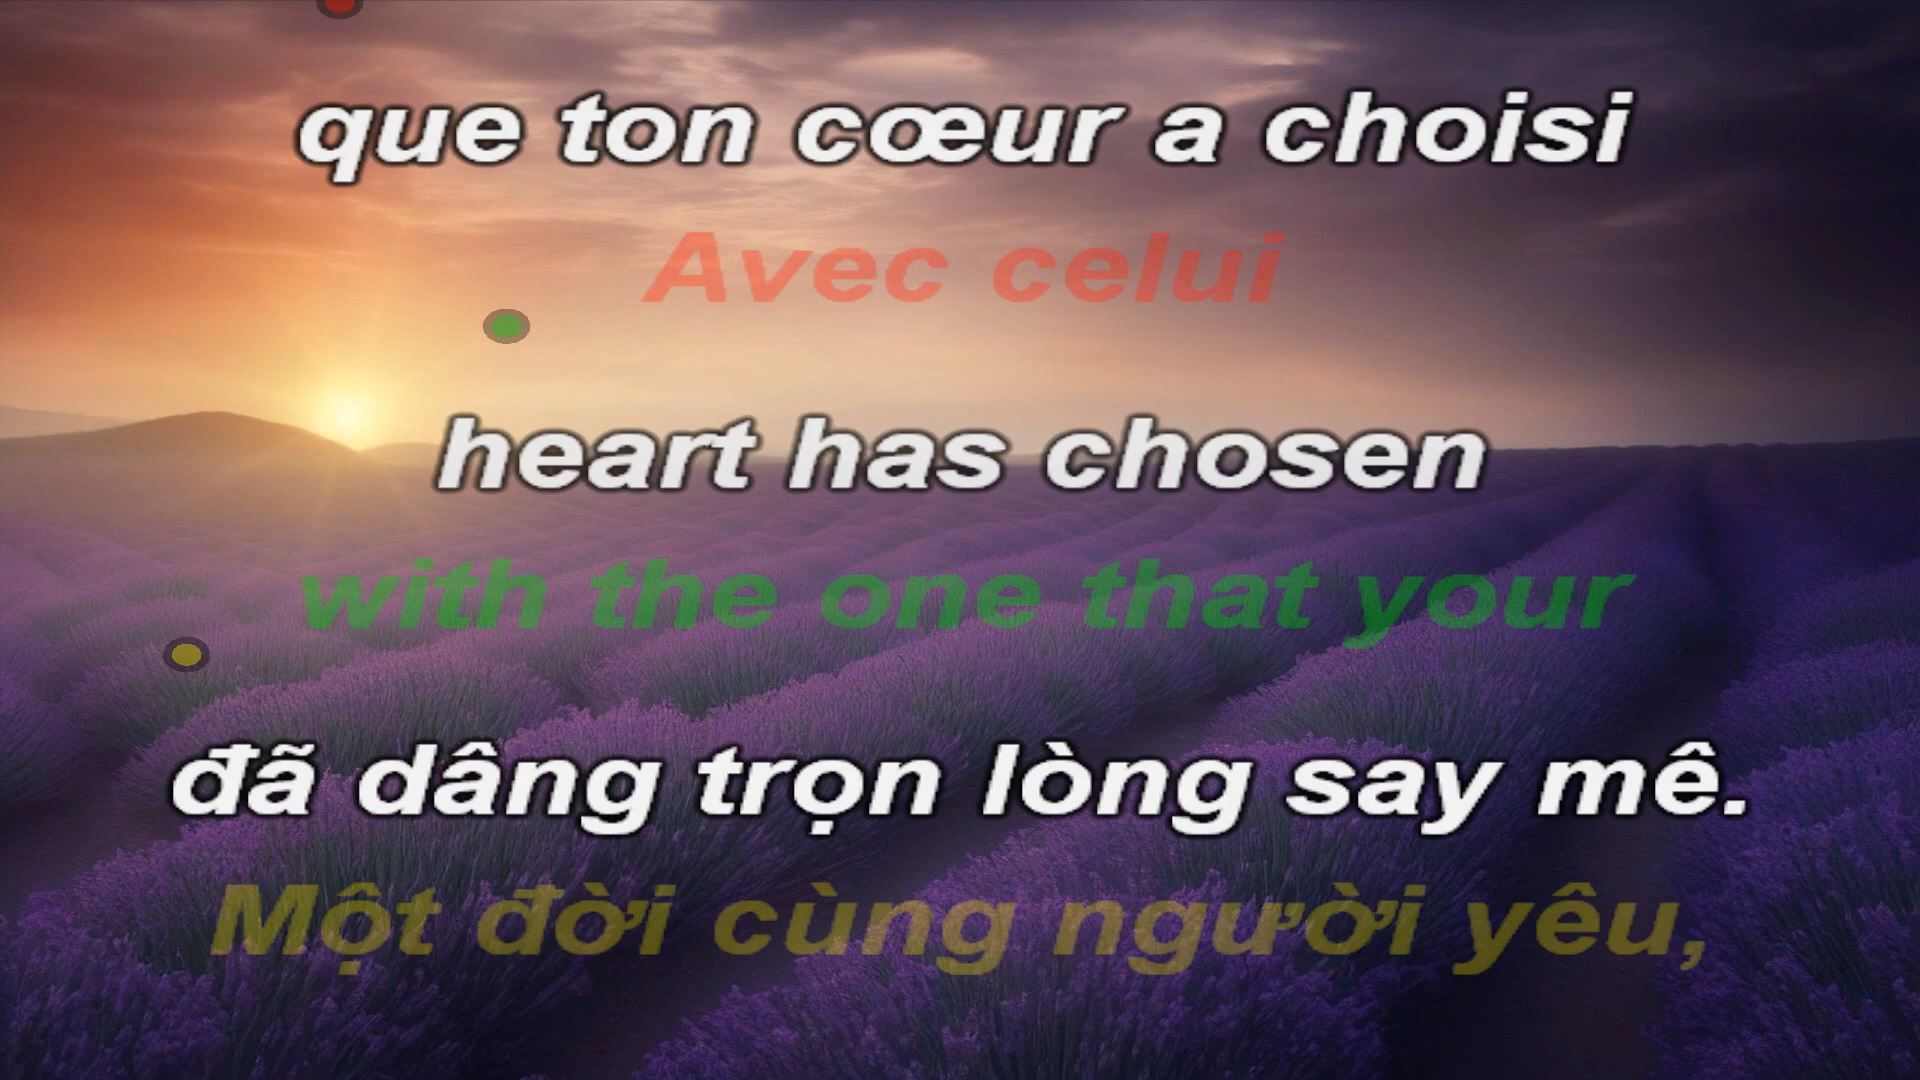 que ton cœur a choisi
Avec celui
heart has chosen
with the one that your
đã dâng trọn lòng say mê.
Một đời cùng người yêu,